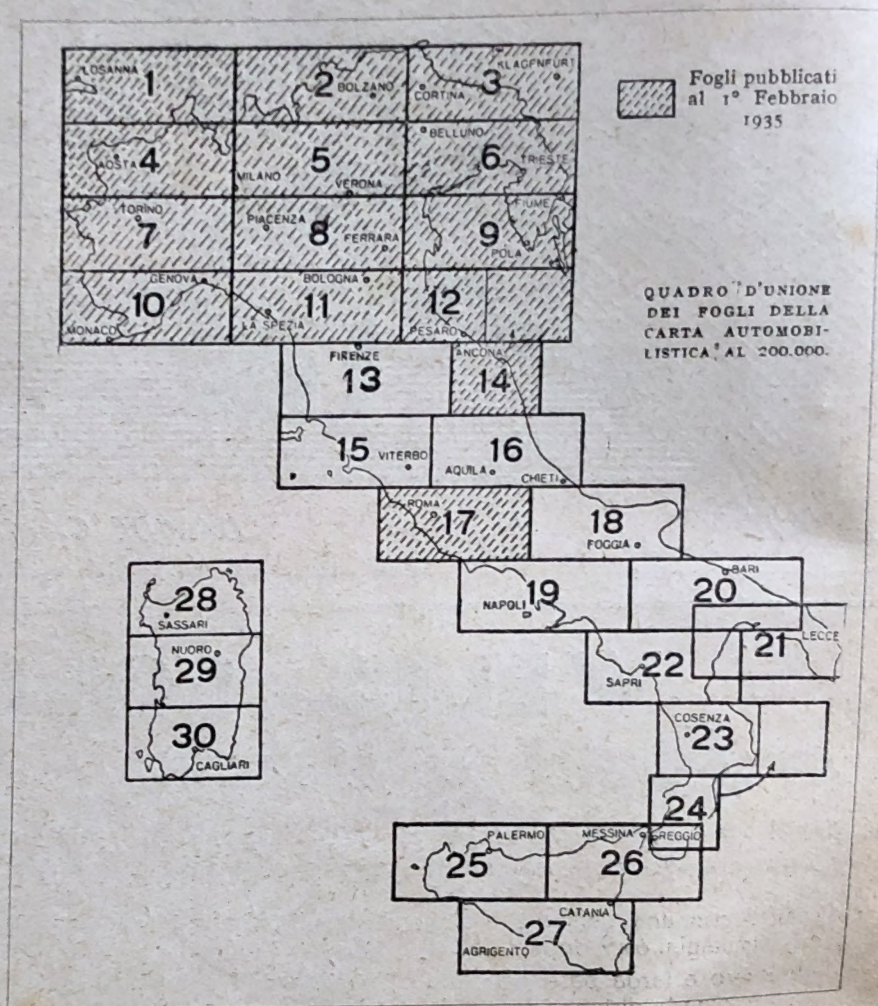 LOSANNA
1
2
BOLZANO
KLAGENFURT
3
CORTINA
Fogli pubblicati
al 1° Febbraio
1935
AOSTA
4
MILANO
5
VERONA
BELLUNO
6
TRIESTE
TORINO
7
PIACENZA
8
FERRARA
FIUME
9
POLA
GENOVA
10
MONACO
BOLOGNA
11
LA SPEZIA
12
PESARO
QUADRO D'UNIONE
DEI FOGLI DELLA
CARTA AUTOMOBI-
LISTICA AL 200.000.
FIRENZE
13
ANCONA
14
15
VITERBO
16
AQUILA
CHIETI
ROMA
17
18
FOGGIA
19
NAPOLI
BARI
20
LECCE
21
22
SAPRI
28
SASSARI
NUORO
29
30
CAGLIARI
COSENZA
23
24
REGGIO
PALERMO
25
MESSINA
26
CATANIA
27
AGRIGENTO